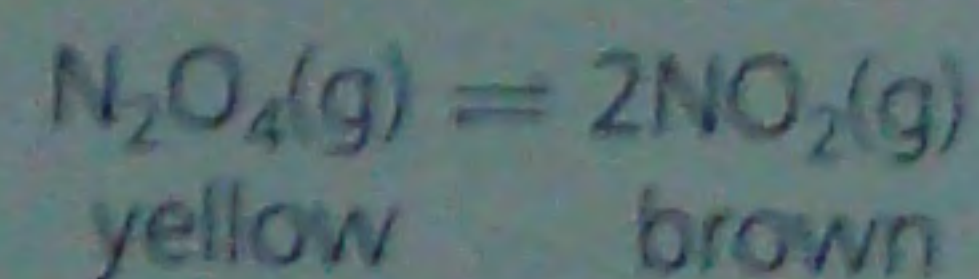 N₂O₄(g) = 2NO₂(g)
yellow brown